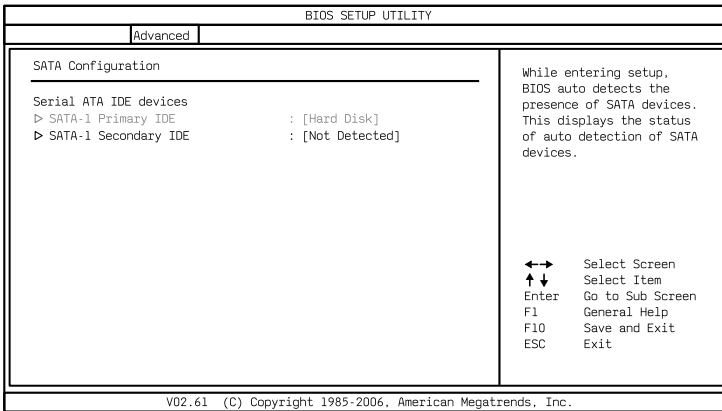 BIOS SETUP UTILITY
Advanced
SATA Configuration
Serial ATA IDE devices
▷ SATA-1 Primary IDE : [Hard Disk]
▷ SATA-1 Secondary IDE : [Not Detected]
While entering setup,
BIOS auto detects the
presence of SATA devices.
This displays the status
of auto detection of SATA
devices.
←→ Select Screen
↑↓ Select Item
Enter Go to Sub Screen
F1 General Help
F10 Save and Exit
ESC Exit
V02.61 (C) Copyright 1985-2006, American Megatrends, Inc.